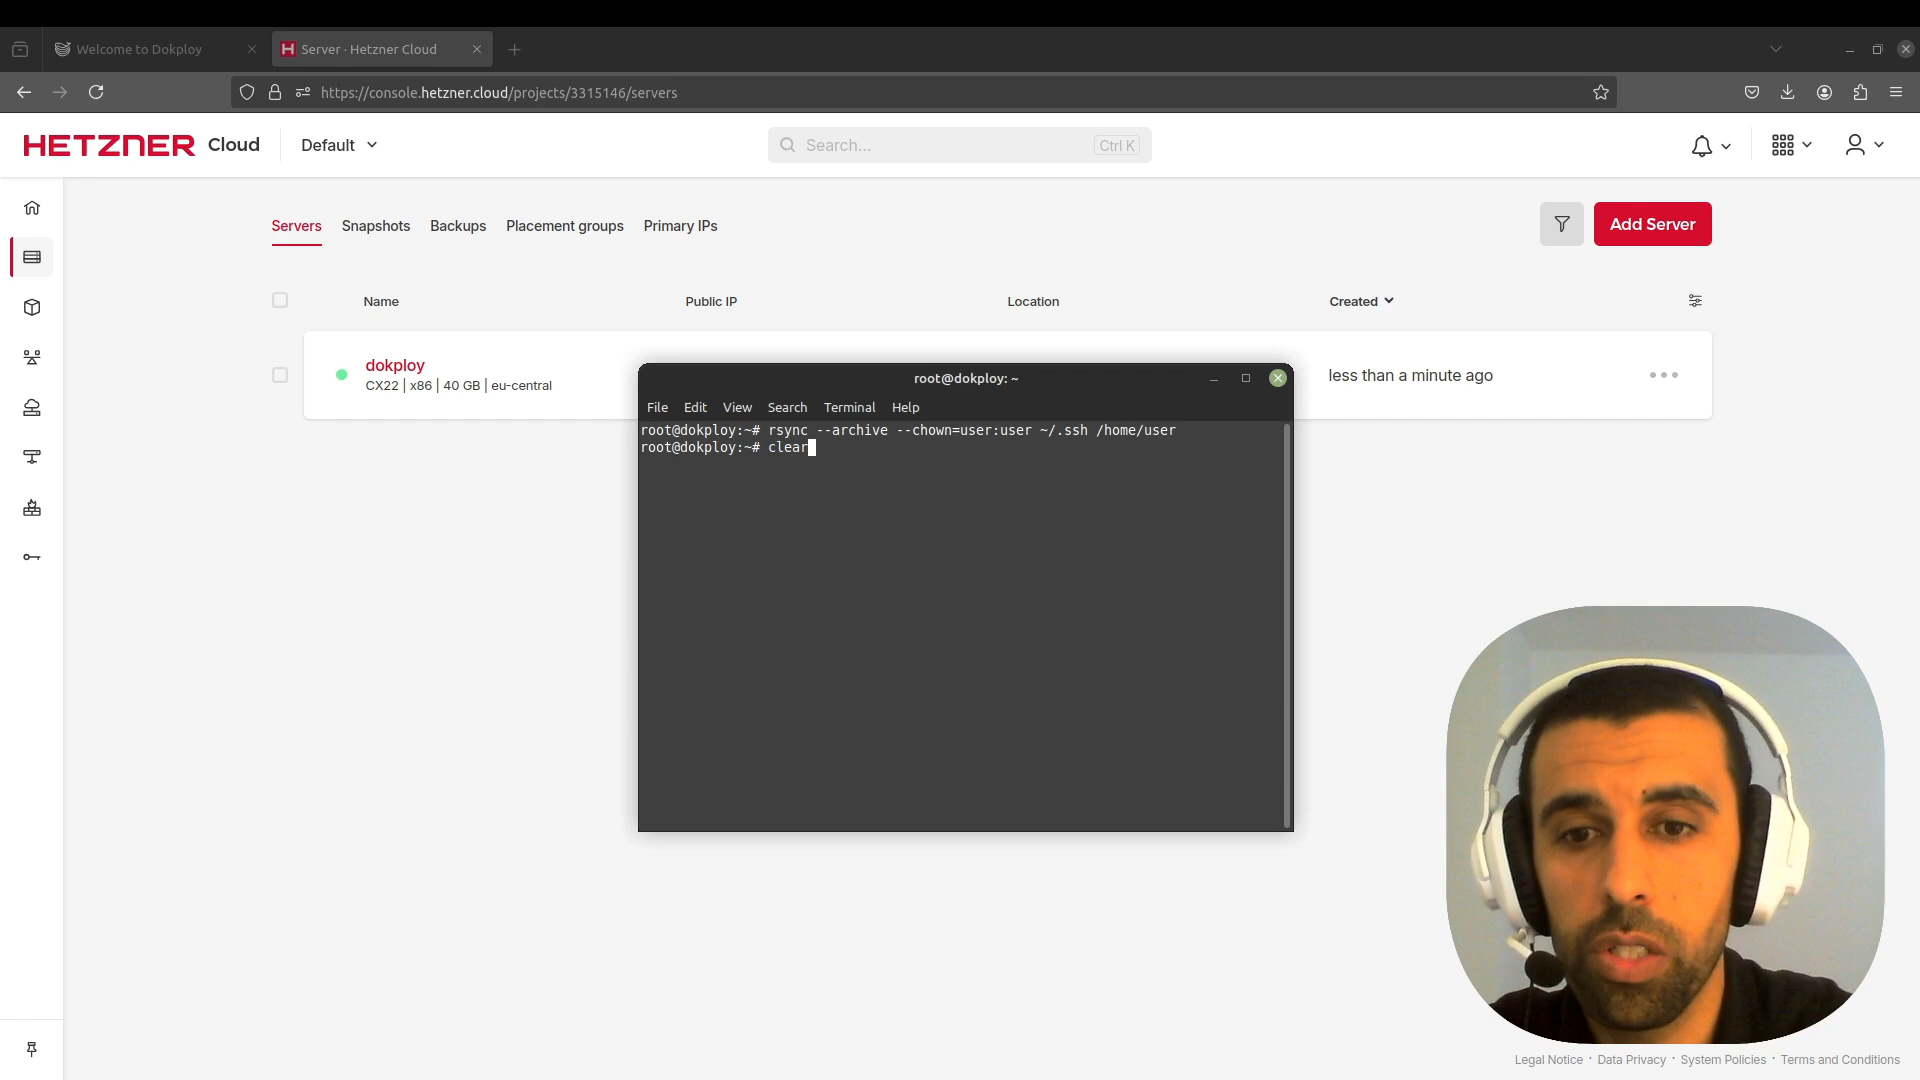 Welcome to Dokploy
Server · Hetzner Cloud
https://console.hetzner.cloud/projects/3315146/servers
HETZNER Cloud
Default
Search...
Ctrl K
Servers
Snapshots
Backups
Placement groups
Primary IPs
Add Server
Name
Public IP
Location
Created
dokploy
CX22 | x86 | 40 GB | eu-central
less than a minute ago
root@dokploy: ~
File
Edit
View
Search
Terminal
Help
root@dokploy:~# rsync --archive --chown=user:user ~/.ssh /home/user
root@dokploy:~# clear
Legal Notice · Data Privacy · System Policies · Terms and Conditions